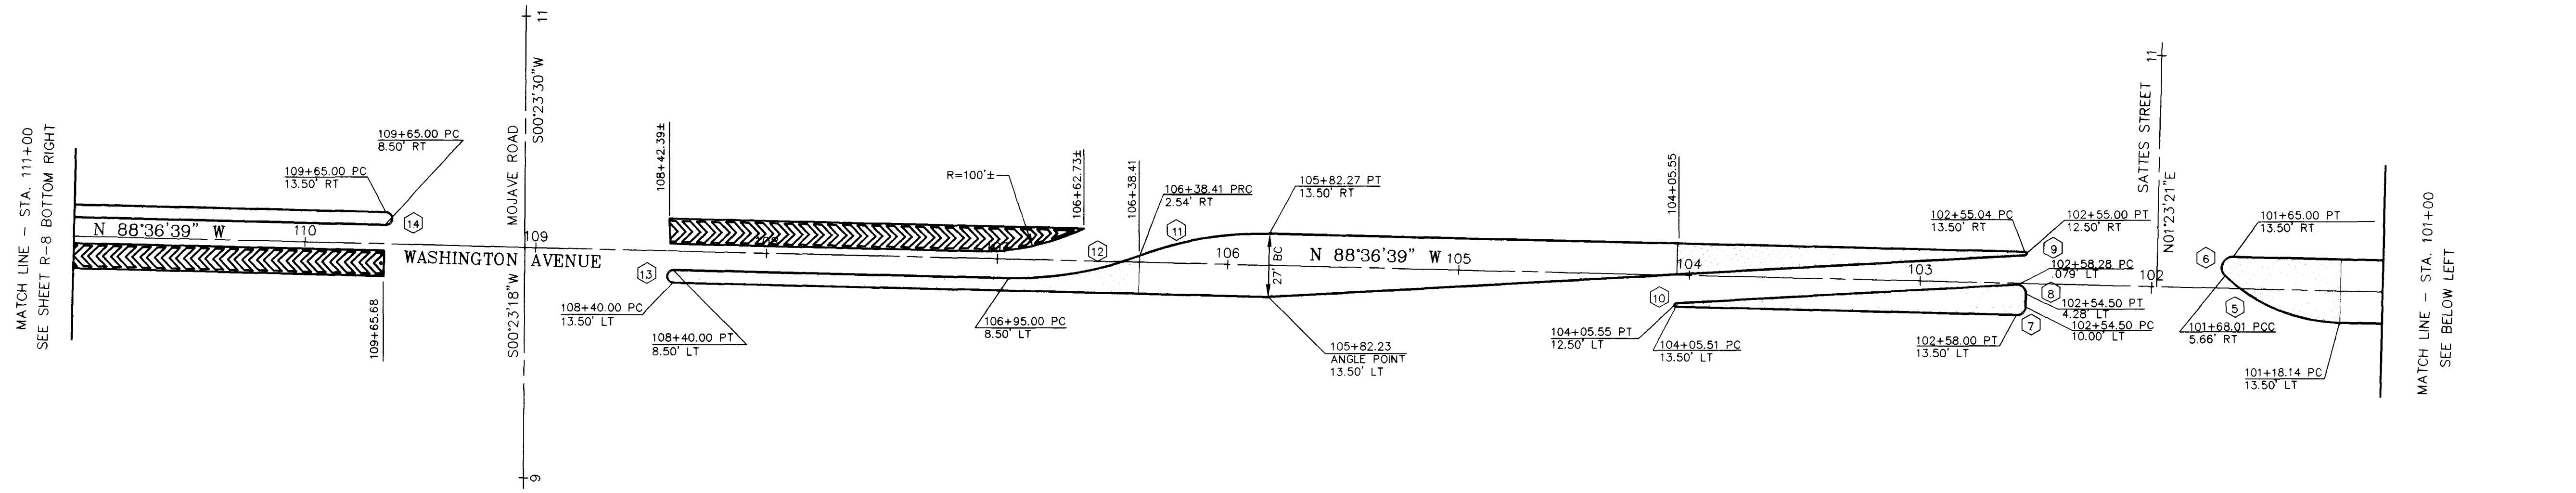 MATCH LINE – STA. 111+00
SEE SHEET R-8 BOTTOM RIGHT
109+65.00 PC
8.50' RT
109+65.00 PC
13.50' RT
14
N 88°36'39" W
110
109+65.68
11
S00°23'30"W
MOJAVE ROAD
109
WASHINGTON AVENUE
S00°23'18"W
9
108+42.39±
13
108+40.00 PC
13.50' LT
108+40.00 PT
8.50' LT
108
107
R=100'±
106+62.73±
12
106+95.00 PC
8.50' LT
106+38.41
106+38.41 PRC
2.54' RT
11
106
105+82.27 PT
13.50' RT
27' BC
N 88°36'39" W
105
105+82.23
ANGLE POINT
13.50' LT
104+05.55
104
10
104+05.55 PT
12.50' LT
104+05.51 PC
13.50' LT
103
102+55.04 PC
13.50' RT
102+55.00 PT
12.50' RT
9
102+58.28 PC
.079' LT
8
102+54.50 PT
4.28' LT
7
102+54.50 PC
10.00' LT
102+58.00 PT
13.50' LT
102
11
SATTES STREET
N01°23'21"E
6
101+65.00 PT
13.50' RT
5
101+68.01 PCC
5.66' RT
101+18.14 PC
13.50' LT
MATCH LINE – STA. 101+00
SEE BELOW LEFT